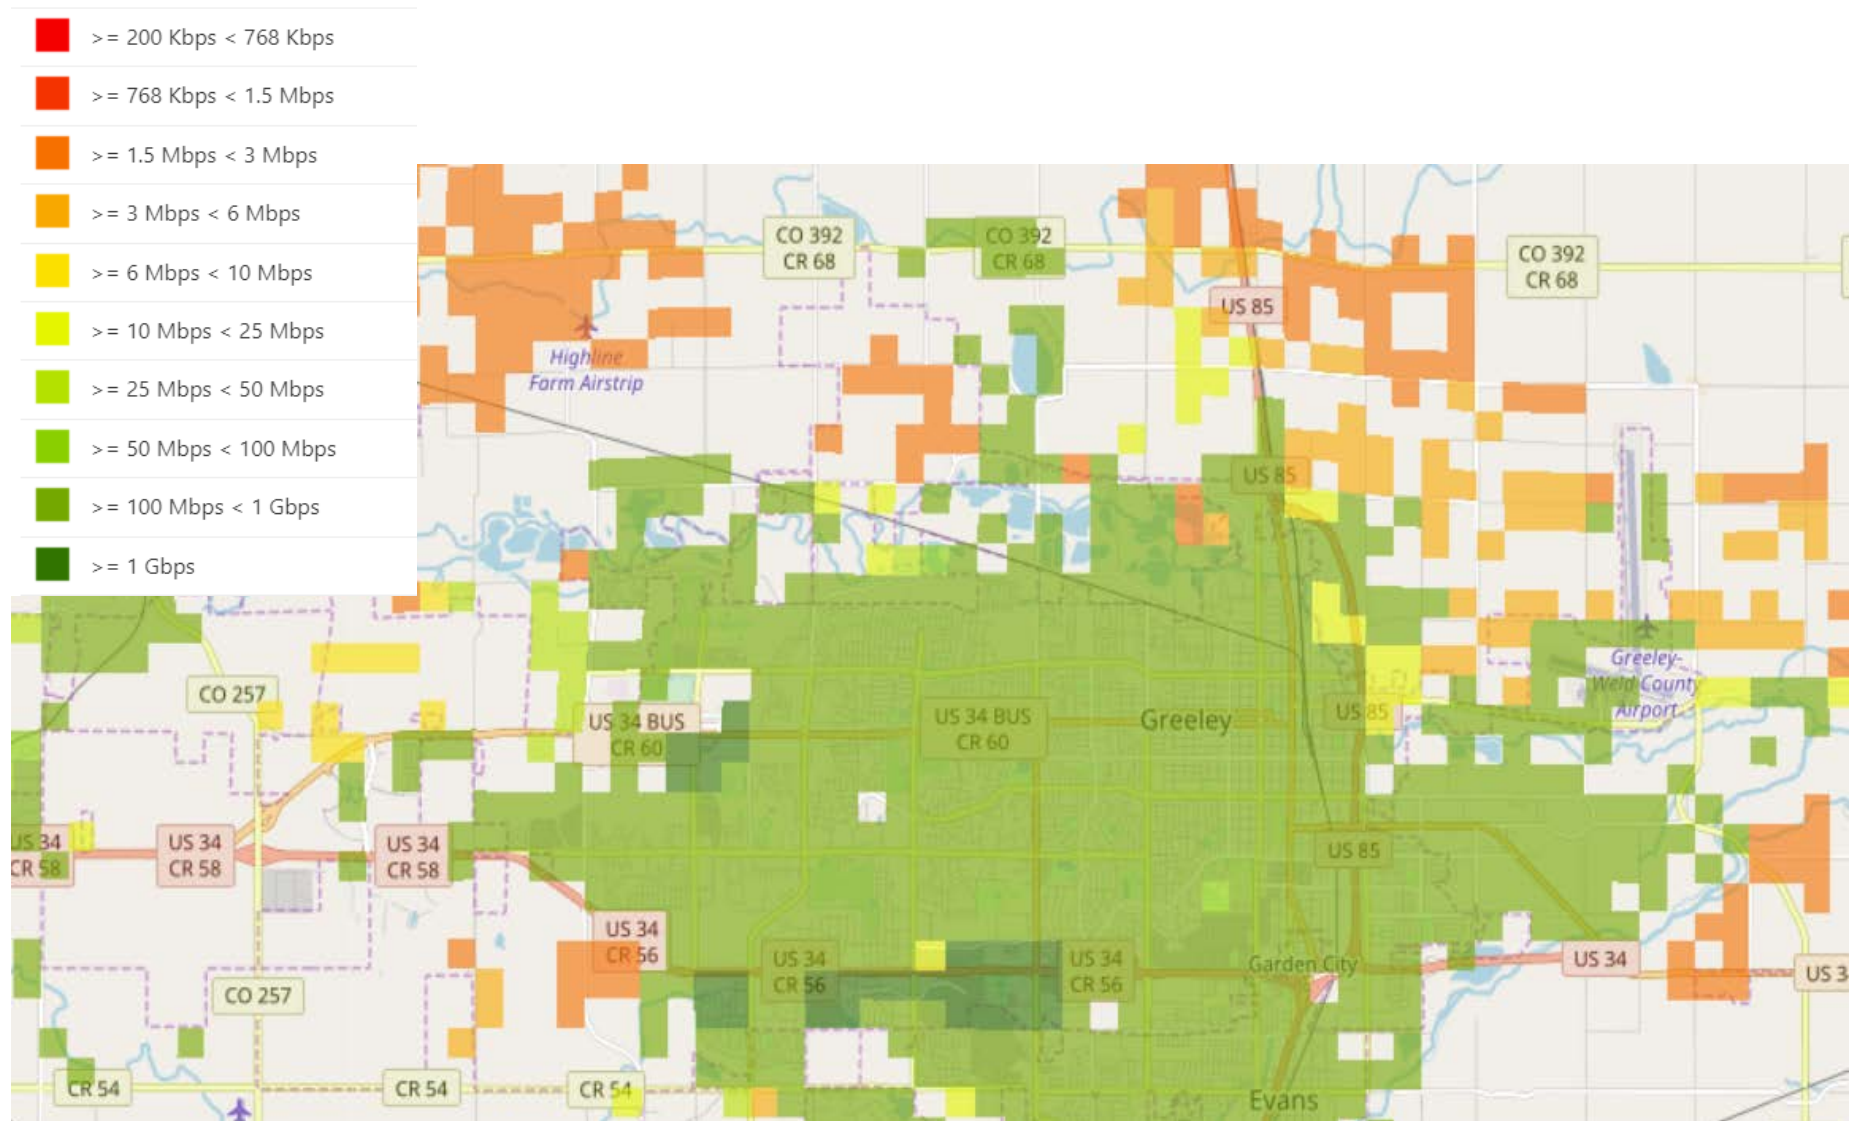 >= 200 Kbps < 768 Kbps
>= 768 Kbps < 1.5 Mbps
>= 1.5 Mbps < 3 Mbps
>= 3 Mbps < 6 Mbps
>= 6 Mbps < 10 Mbps
>= 10 Mbps < 25 Mbps
>= 25 Mbps < 50 Mbps
>= 50 Mbps < 100 Mbps
>= 100 Mbps < 1 Gbps
>= 1 Gbps
CO 392
CR 68
CO 392
CR 68
CO 392
CR 68
US 85
Highline
Farm Airstrip
US 85
Greeley-
Weld County
Airport
CO 257
US 34 BUS
CR 60
US 34 BUS
CR 60
Greeley
US 85
US 34
CR 58
US 34
CR 58
US 34
CR 58
US 85
US 34
CR 56
US 34
CR 56
US 34
CR 56
Garden City
US 34
US 3
CO 257
CR 54
CR 54
CR 54
Evans